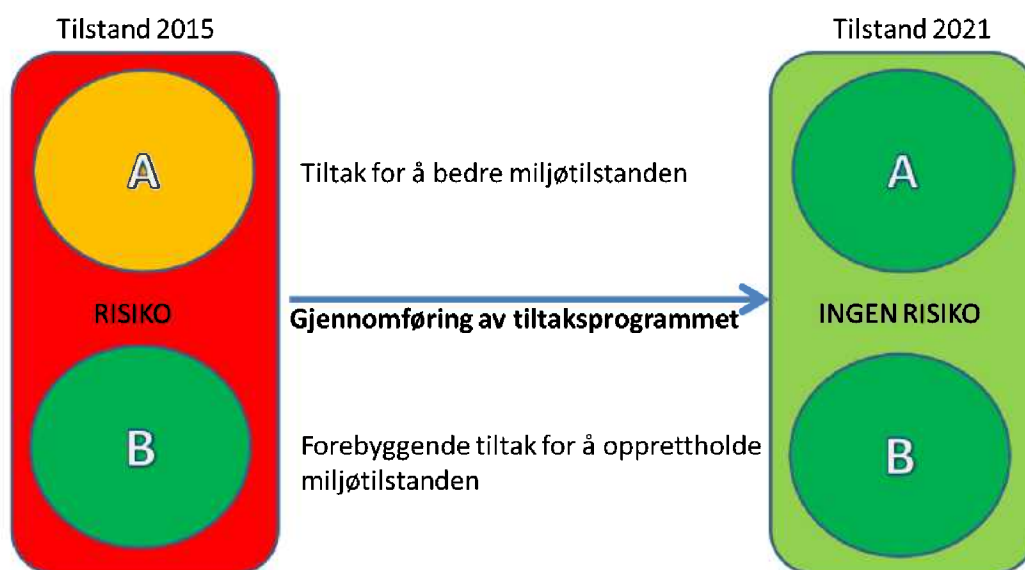 Tilstand 2015
Tilstand 2021
A
Tiltak for å bedre miljøtilstanden
A
RISIKO
Gjennomføring av tiltaksprogrammet
INGEN RISIKO
B
Forebyggende tiltak for å opprettholde
miljøtilstanden
B